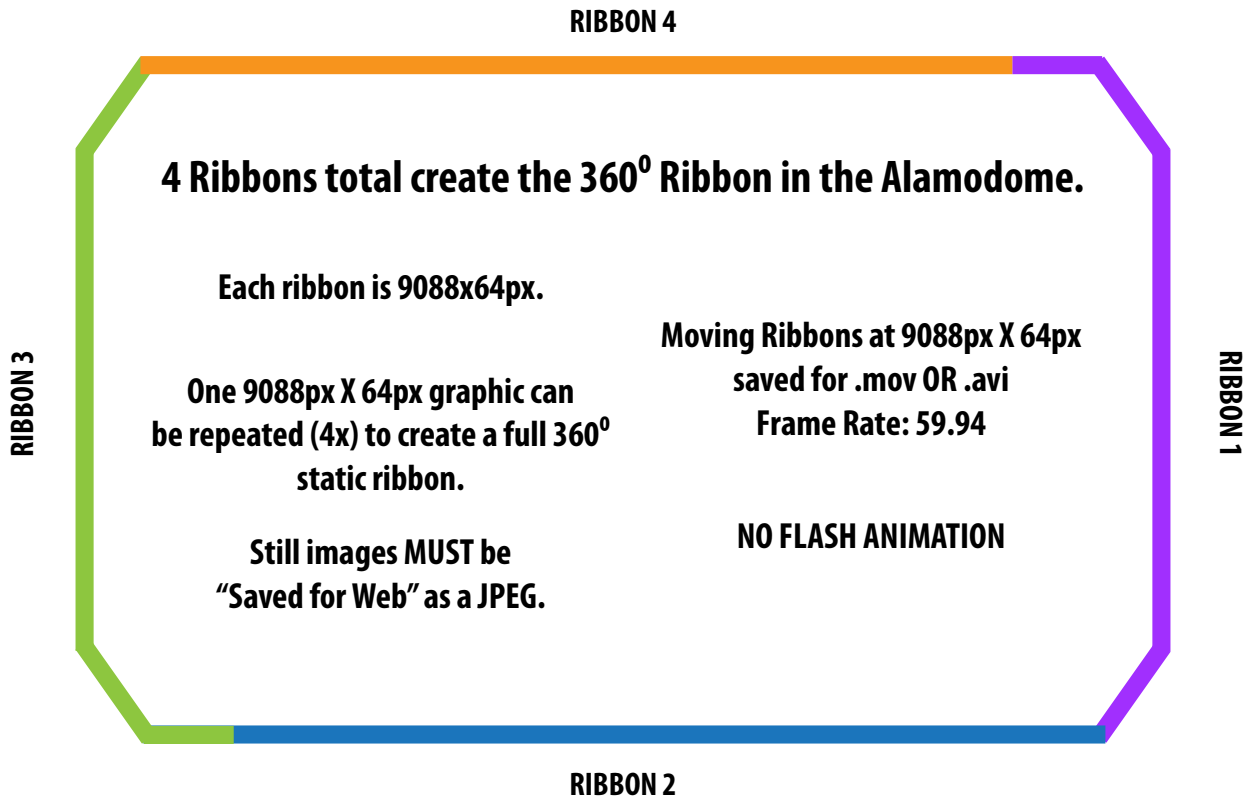 RIBBON 4
4 Ribbons total create the 360⁰ Ribbon in the Alamodome.
Each ribbon is 9088x64px.
One 9088px X 64px graphic can
be repeated (4x) to create a full 360⁰
static ribbon.
Still images MUST be
“Saved for Web” as a JPEG.
Moving Ribbons at 9088px X 64px
saved for .mov OR .avi
Frame Rate: 59.94
NO FLASH ANIMATION
RIBBON 3
RIBBON 1
RIBBON 2